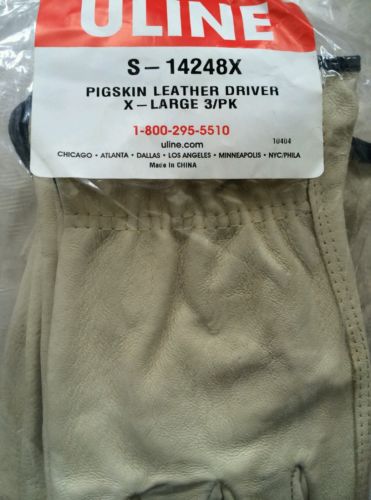 ULINE
S-14248X
PIGSKIN LEATHER DRIVER
X-LARGE 3/PK
1-800-295-5510
uline.com 10404
CHICAGO • ATLANTA • DALLAS • LOS ANGELES • MINNEAPOLIS • NYC/PHILA
Made in CHINA